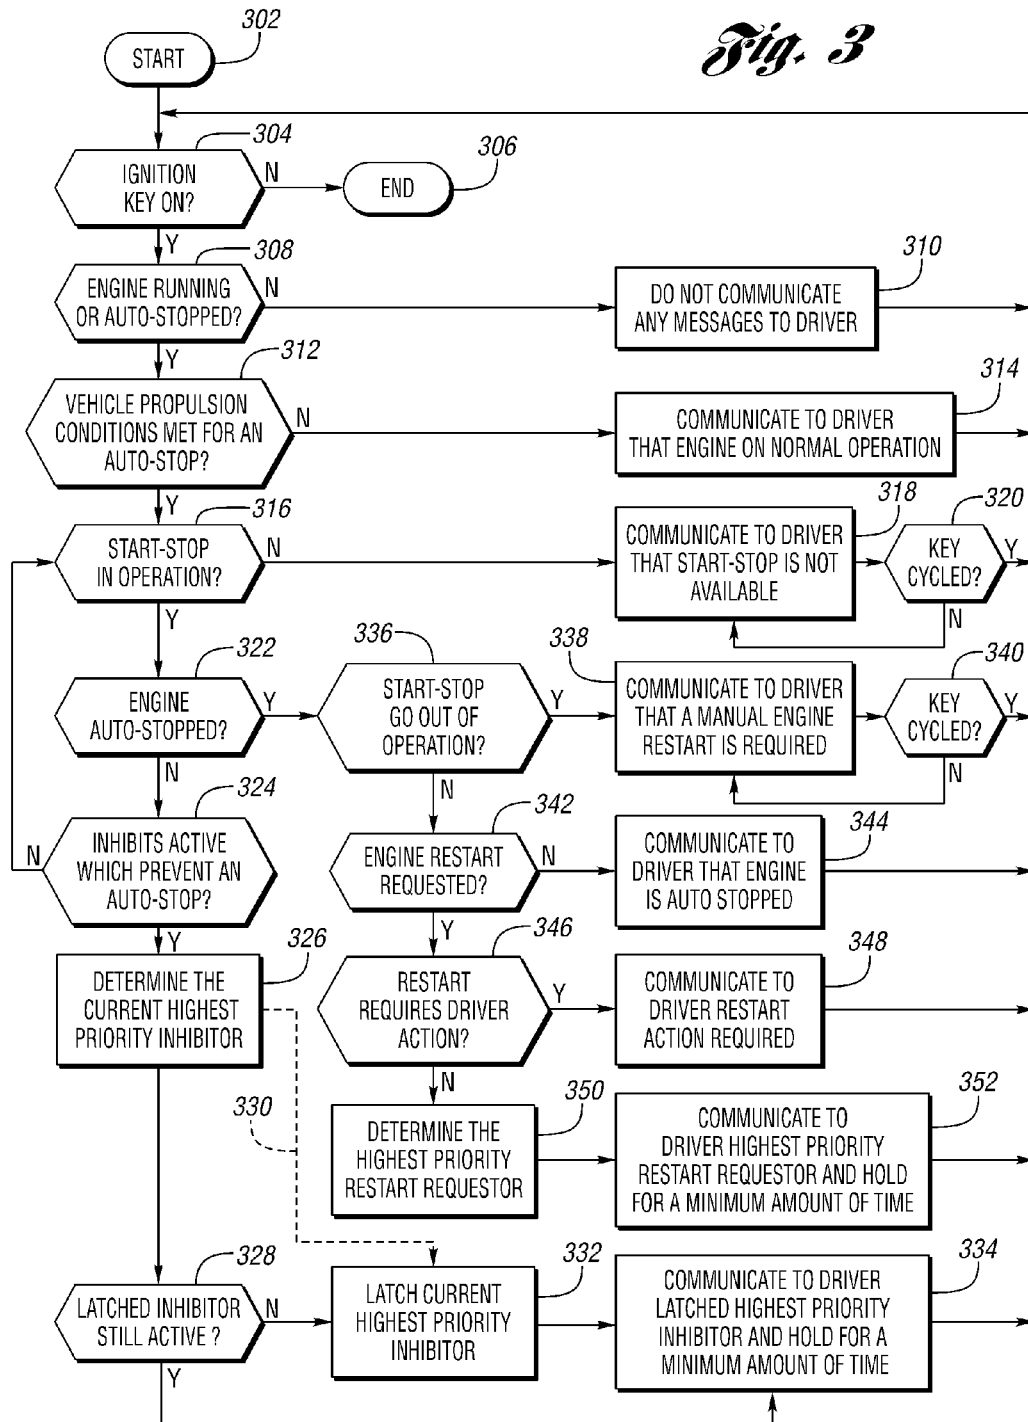 Fig. 3
302
START
304
IGNITION
KEY ON?
N
306
END
Y
308
ENGINE RUNNING
OR AUTO-STOPPED?
N
310
DO NOT COMMUNICATE
ANY MESSAGES TO DRIVER
Y
312
VEHICLE PROPULSION
CONDITIONS MET FOR AN
AUTO-STOP?
N
314
COMMUNICATE TO DRIVER
THAT ENGINE ON NORMAL OPERATION
Y
316
START-STOP
IN OPERATION?
N
318
COMMUNICATE TO DRIVER
THAT START-STOP IS NOT
AVAILABLE
320
KEY
CYCLED?
Y
N
Y
322
ENGINE
AUTO-STOPPED?
Y
336
START-STOP
GO OUT OF
OPERATION?
Y
338
COMMUNICATE TO DRIVER
THAT A MANUAL ENGINE
RESTART IS REQUIRED
340
KEY
CYCLED?
Y
N
N
324
INHIBITS ACTIVE
WHICH PREVENT AN
AUTO-STOP?
N
N
342
ENGINE RESTART
REQUESTED?
N
344
COMMUNICATE TO
DRIVER THAT ENGINE
IS AUTO STOPPED
Y
326
DETERMINE THE
CURRENT HIGHEST
PRIORITY INHIBITOR
Y
346
RESTART
REQUIRES DRIVER
ACTION?
Y
348
COMMUNICATE TO
DRIVER RESTART
ACTION REQUIRED
330
N
350
DETERMINE THE
HIGHEST PRIORITY
RESTART REQUESTOR
352
COMMUNICATE TO
DRIVER HIGHEST PRIORITY
RESTART REQUESTOR AND HOLD
FOR A MINIMUM AMOUNT OF TIME
328
LATCHED INHIBITOR
STILL ACTIVE ?
N
332
LATCH CURRENT
HIGHEST PRIORITY
INHIBITOR
334
COMMUNICATE TO DRIVER
LATCHED HIGHEST PRIORITY
INHIBITOR AND HOLD FOR A
MINIMUM AMOUNT OF TIME
Y